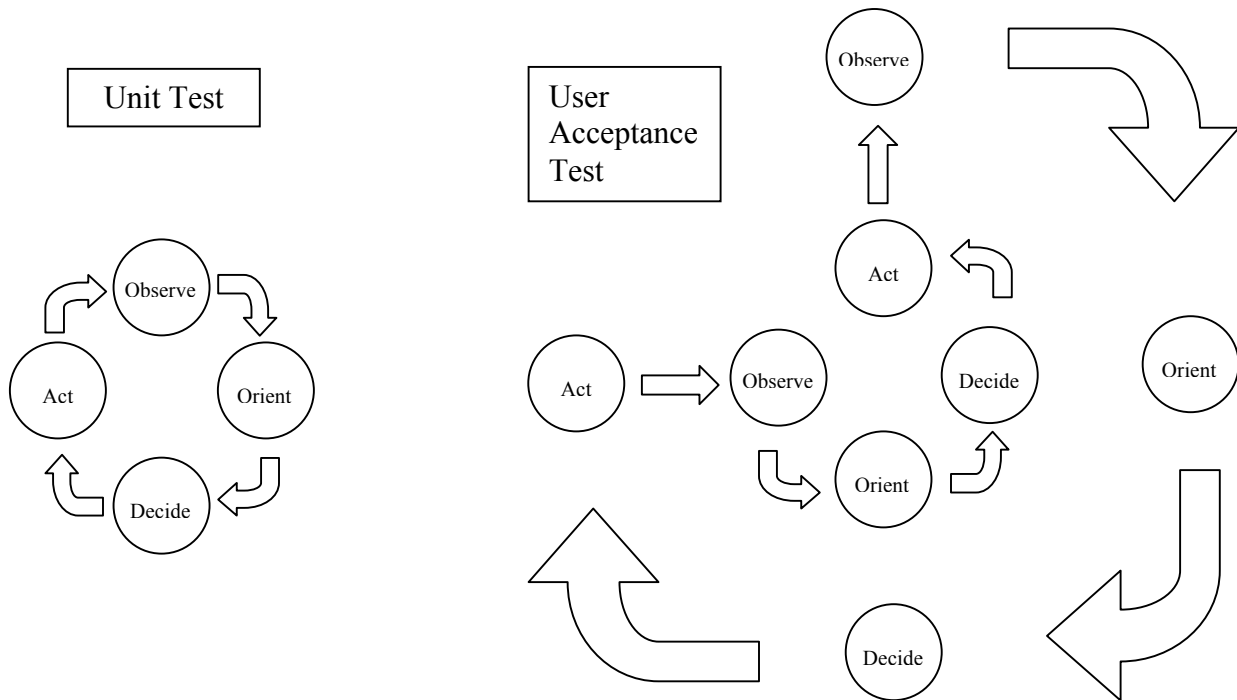 Unit Test
Observe
Act
Orient
Decide
User
Acceptance
Test
Observe
Act
Act
Observe
Decide
Orient
Orient
Decide